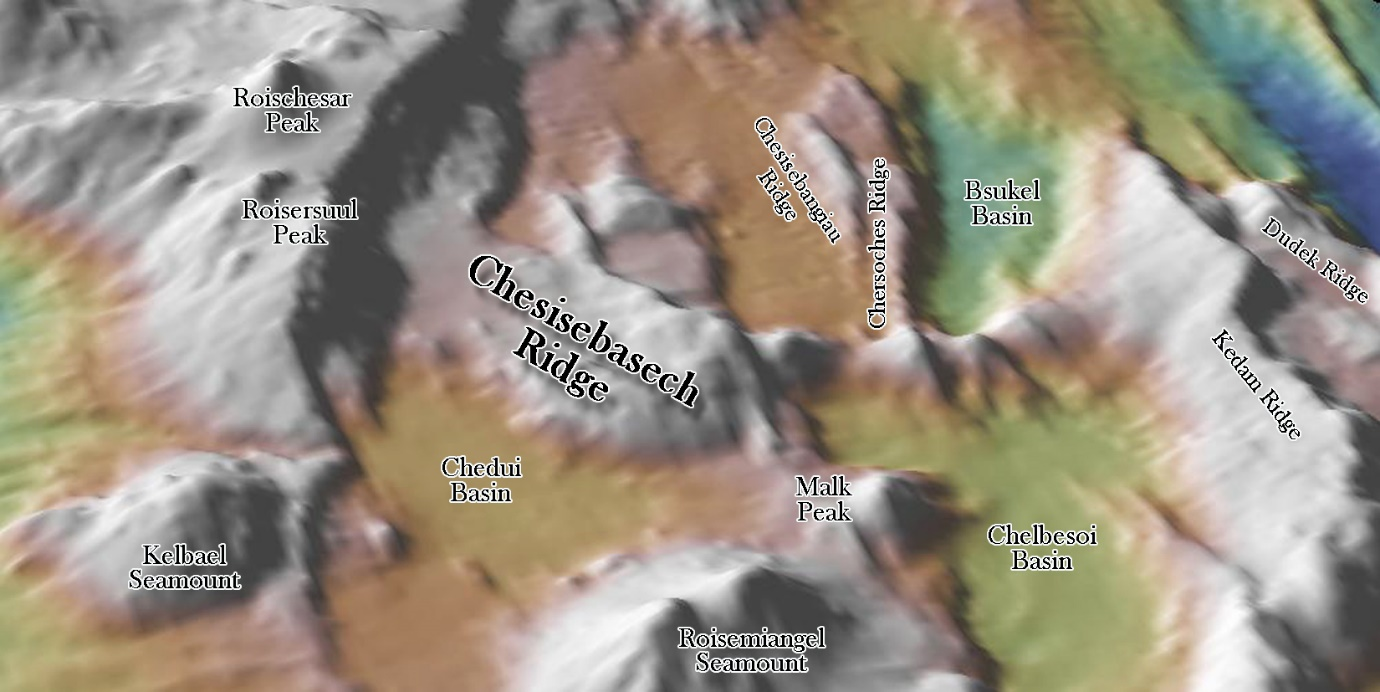 Roischesar
Peak
Roisersuul
Peak
Chesisebangiau
Ridge
Chersoches Ridge
Bsukel
Basin
Dudek Ridge
Chesisebasech
Ridge
Kedam Ridge
Chedui
Basin
Malk
Peak
Chelbesoi
Basin
Kelbael
Seamount
Roisemiangel
Seamount